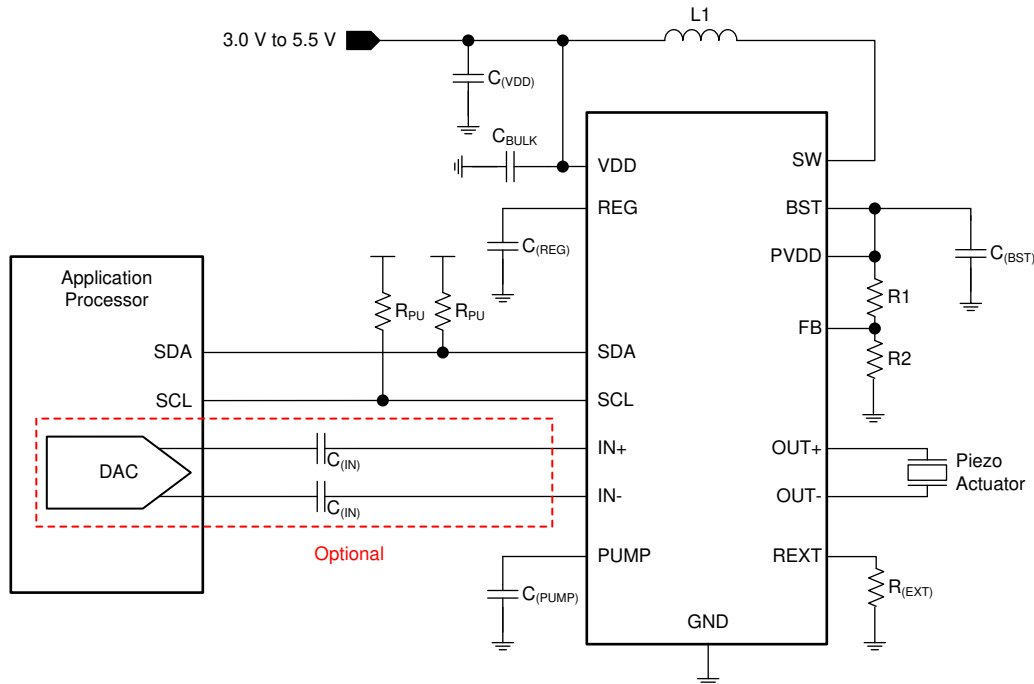 L1
3.0 V to 5.5 V
C(VDD)
CBULK
VDD
SW
REG
BST
C(REG)
PVDD
C(BST)
Application
Processor
RPU
RPU
R1
FB
SDA
SDA
R2
SCL
SCL
DAC
C(IN)
IN+
OUT+
Piezo
Actuator
C(IN)
IN-
OUT-
Optional
PUMP
REXT
C(PUMP)
R(EXT)
GND